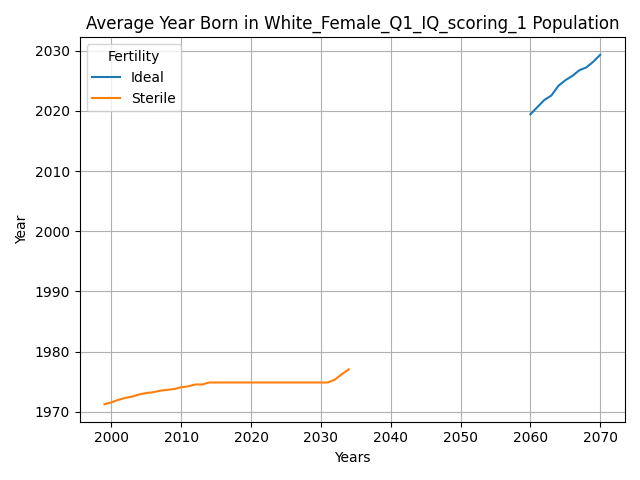 Average Year Born in White_Female_Q1_IQ_scoring_1 Population
Fertility
Ideal
Sterile
Year
2030
2020
2010
2000
1990
1980
1970
2000 2010 2020 2030 2040 2050 2060 2070
Years